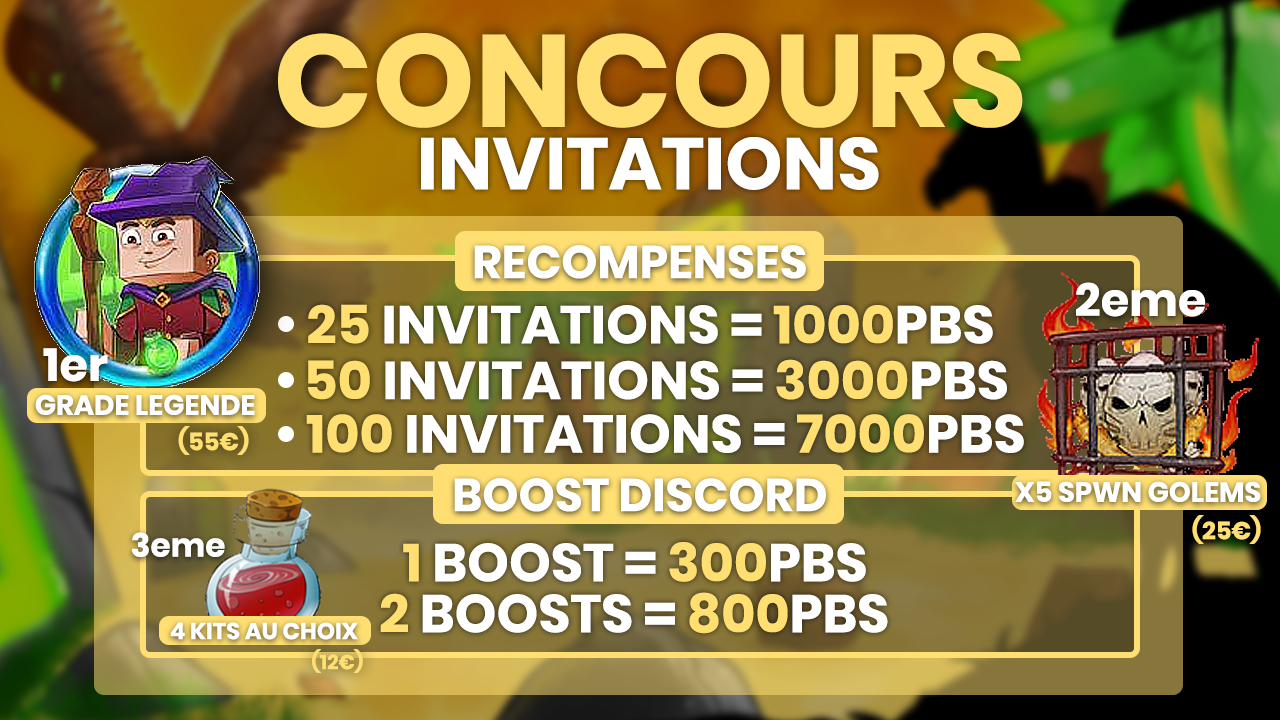 CONCOURS
INVITATIONS
RECOMPENSES
• 25 INVITATIONS = 1000PBS
• 50 INVITATIONS = 3000PBS
• 100 INVITATIONS = 7000PBS
1er
GRADE LEGENDE
(55€)
2eme
X5 SPWN GOLEMS
(25€)
BOOST DISCORD
1 BOOST = 300PBS
2 BOOSTS = 800PBS
3eme
4 KITS AU CHOIX
(12€)